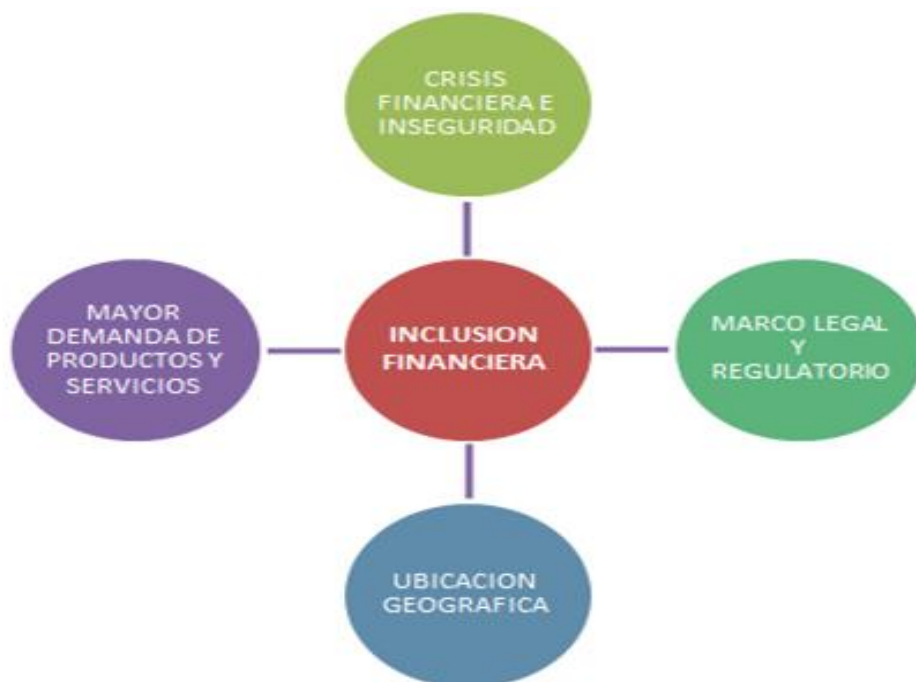 CRISIS
FINANCIERA E
INSEGURIDAD
MAYOR
DEMANDA DE
PRODUCTOS Y
SERVICIOS
INCLUSION
FINANCIERA
MARCO LEGAL
Y
REGULATORIO
UBICACION
GEOGRAFICA